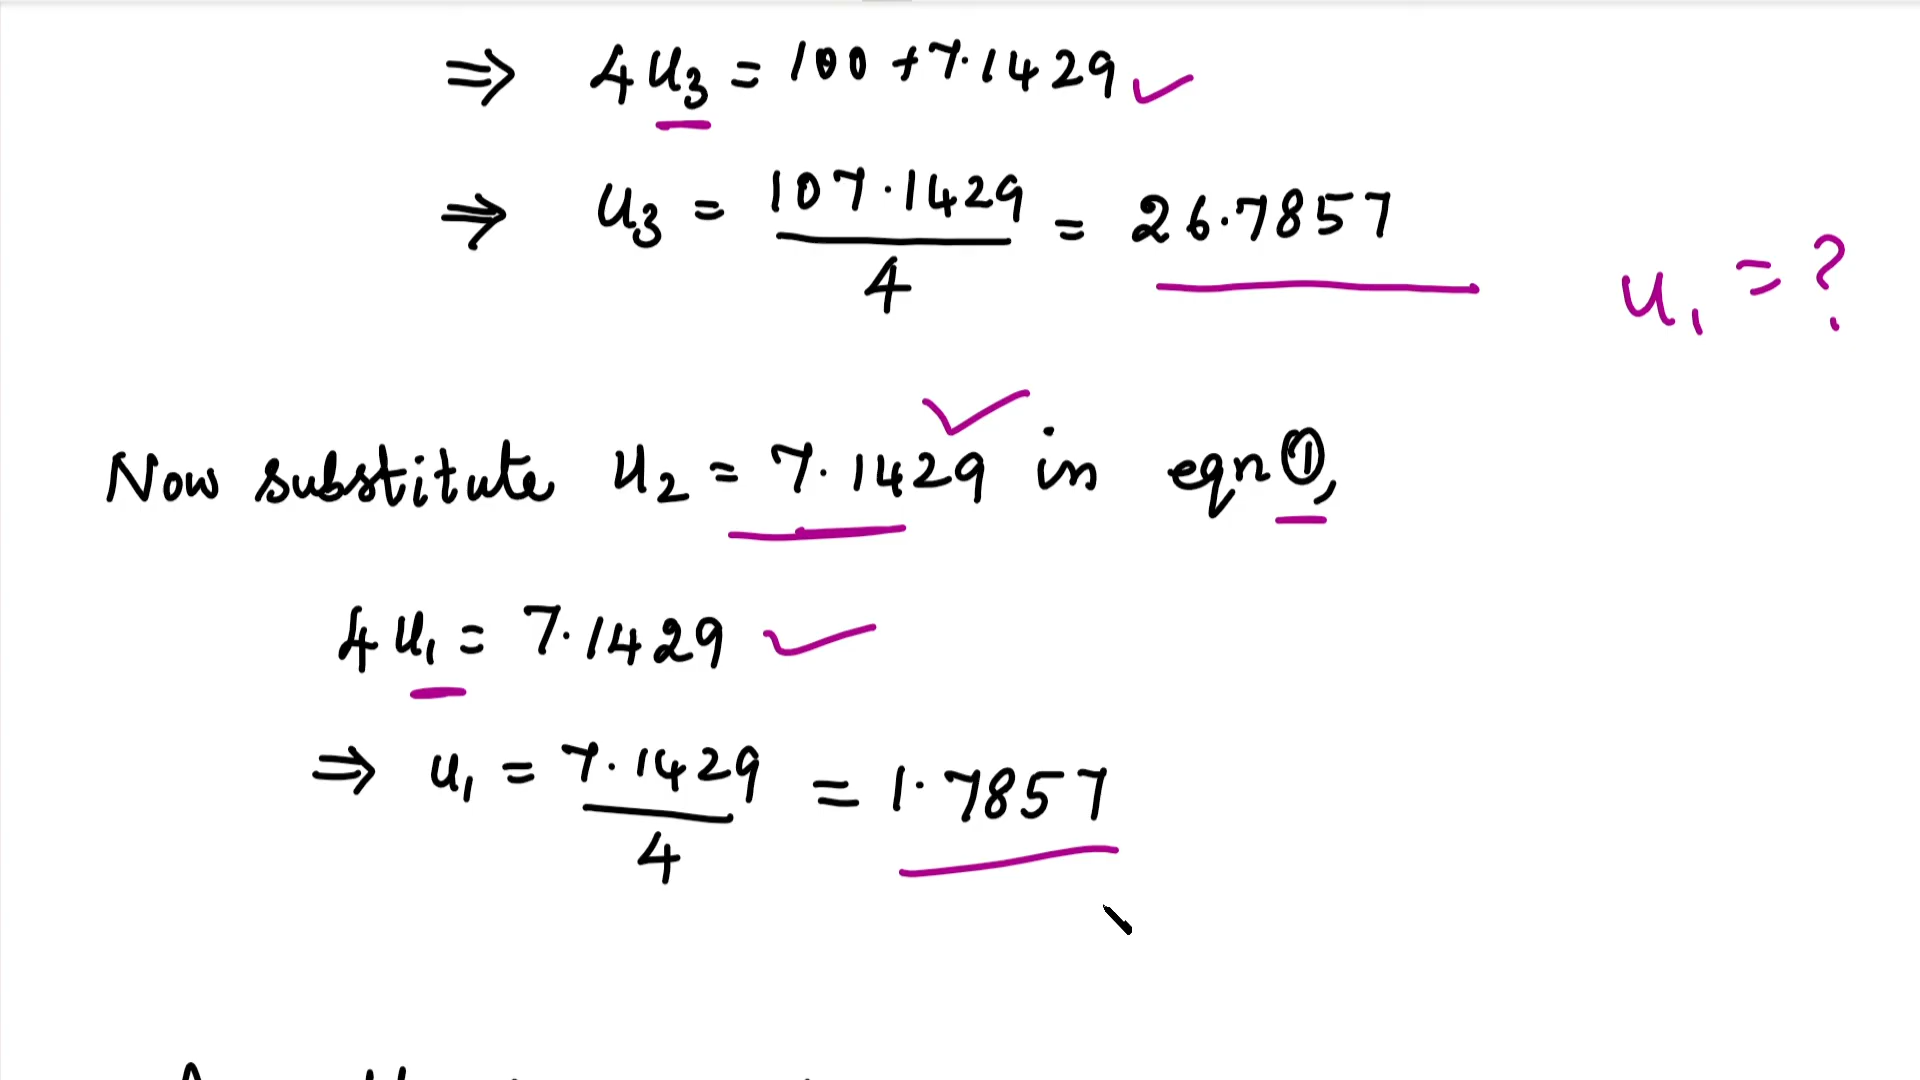 ⇒ 4u₃ = 100 + 7.1429 ✓
⇒ u₃ = 107.1429 / 4 = 26.7857
u₁ = ?
Now substitute u₂ = 7.1429 ✓ in eqn ①,
4u₁ = 7.1429 ✓
⇒ u₁ = 7.1429 / 4 = 1.7857